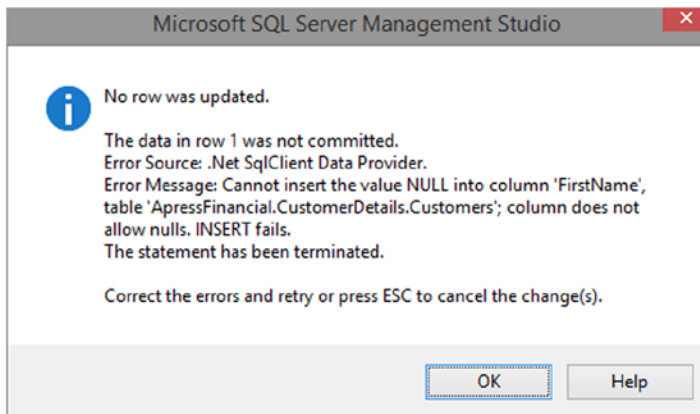 Microsoft SQL Server Management Studio
No row was updated.
The data in row 1 was not committed.
Error Source: .Net SqlClient Data Provider.
Error Message: Cannot insert the value NULL into column 'FirstName',
table 'ApressFinancial.CustomerDetails.Customers'; column does not
allow nulls. INSERT fails.
The statement has been terminated.
Correct the errors and retry or press ESC to cancel the change(s).
OK
Help